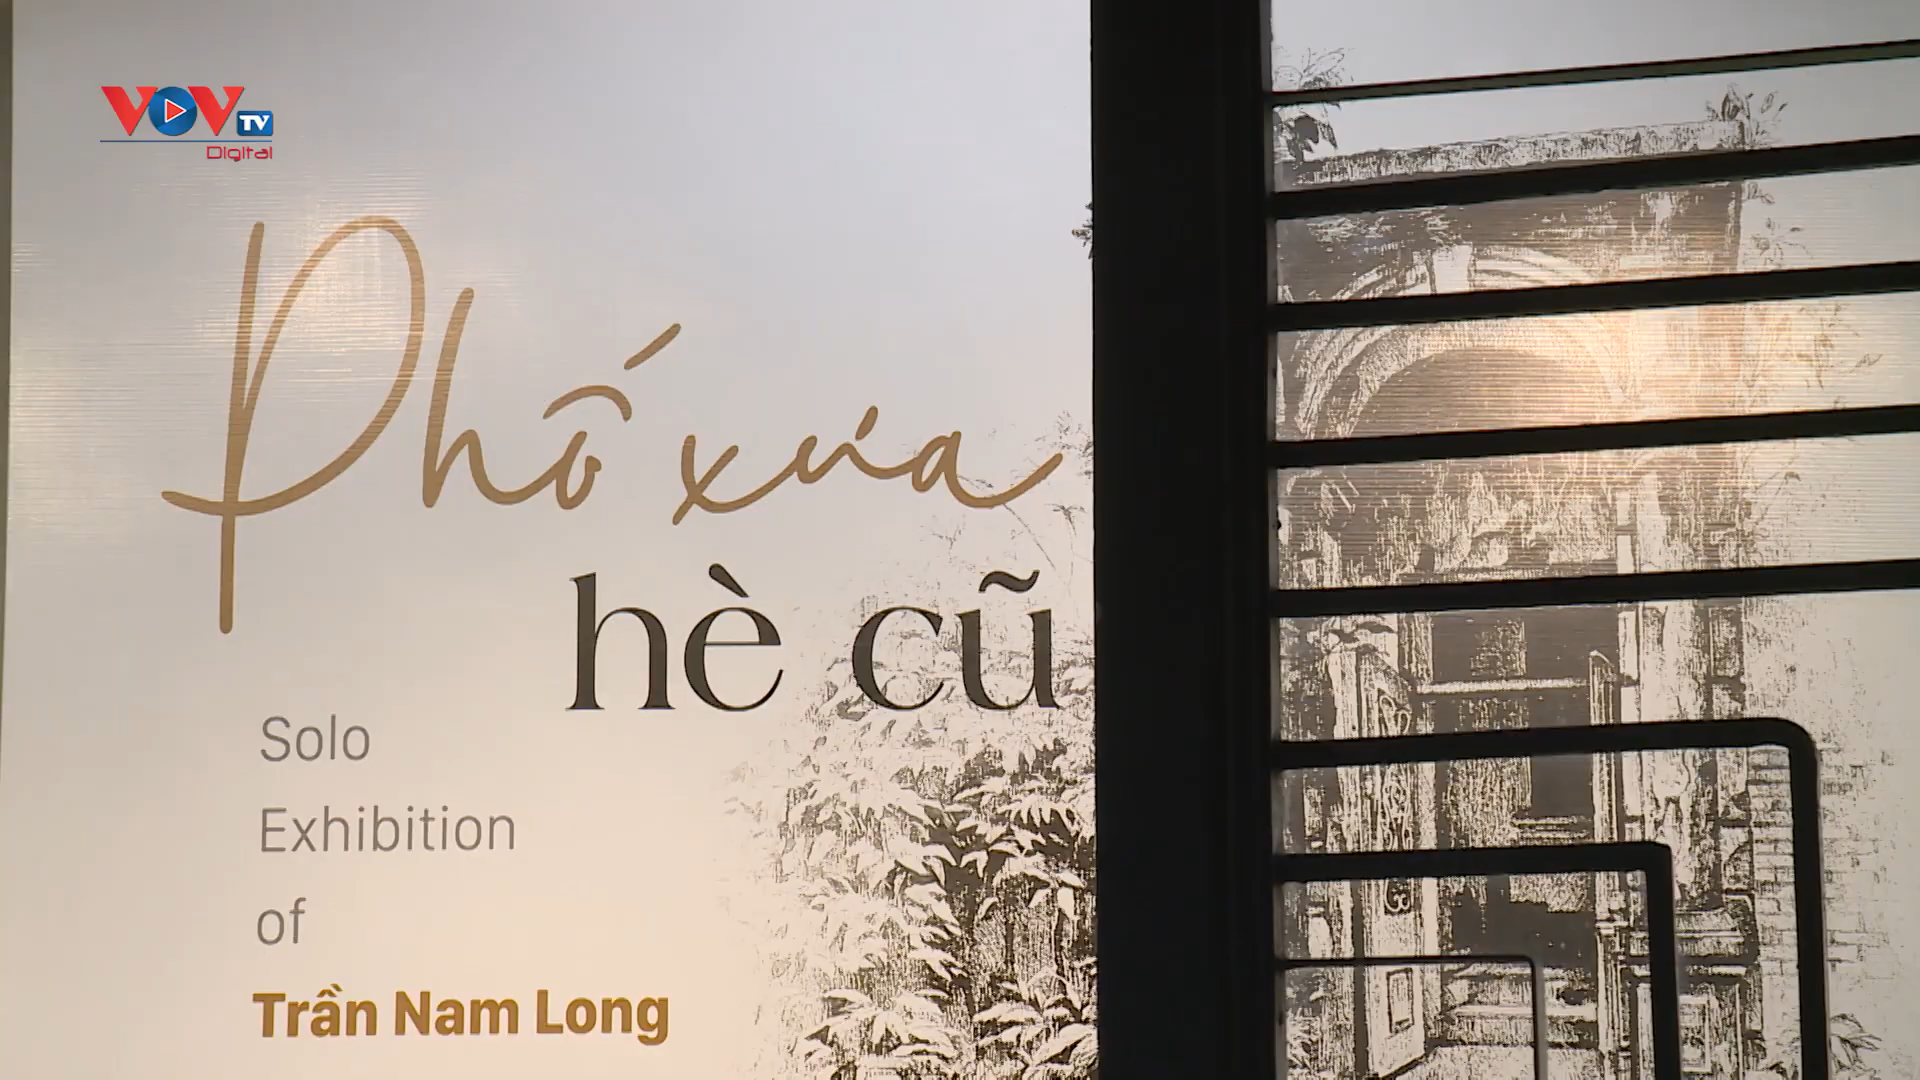 VOV TV
Digital
Phố xưa
hè cũ
Solo
Exhibition
of
Trần Nam Long